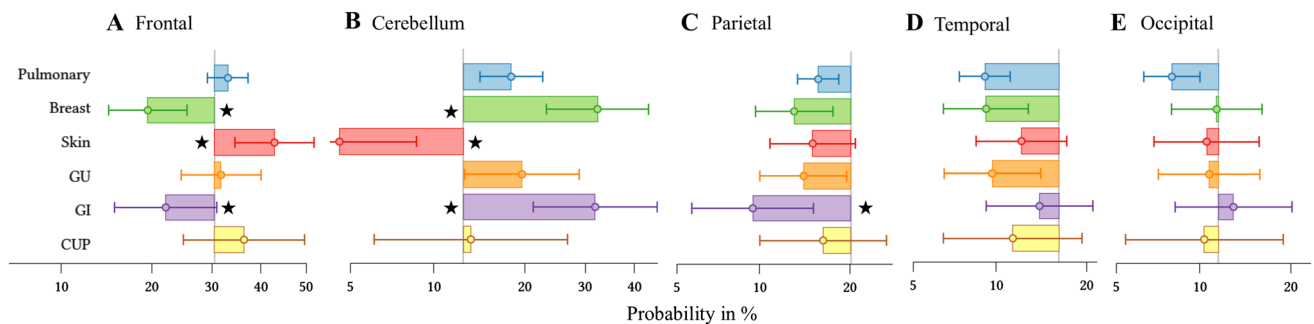 A Frontal B Cerebellum C Parietal D Temporal E Occipital
Pulmonary
Breast
Skin
GU
GI
CUP
10 20 30 40 50 5 10 20 30 40 5 10 20 5 10 20 5 10 20
Probability in %